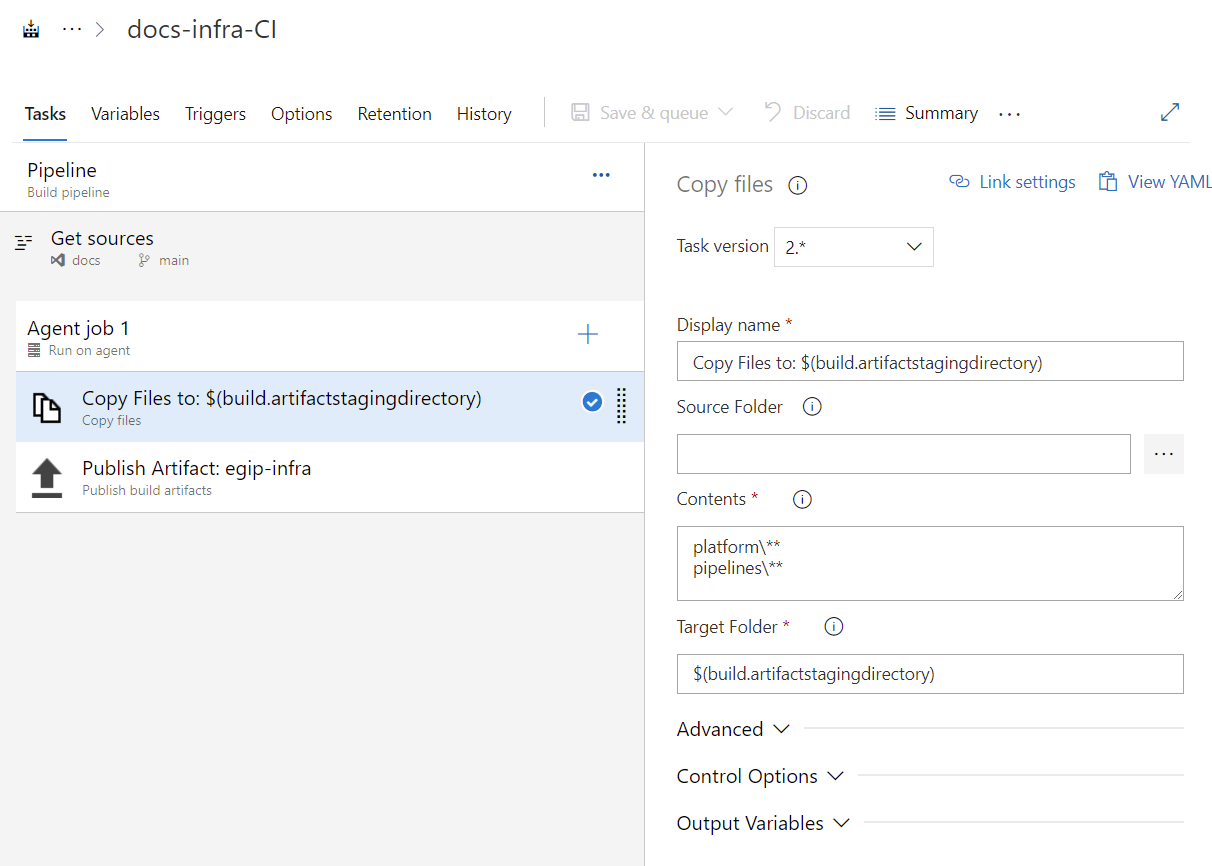 docs-infra-CI
Tasks Variables Triggers Options Retention History Save & queue Discard Summary
Pipeline
Build pipeline
Get sources
docs main
Agent job 1
Run on agent
Copy Files to: $(build.artifactstagingdirectory)
Copy files
Publish Artifact: egip-infra
Publish build artifacts
Copy files Link settings View YAML
Task version 2.*
Display name *
Copy Files to: $(build.artifactstagingdirectory)
Source Folder
Contents *
platform\**
pipelines\**
Target Folder *
$(build.artifactstagingdirectory)
Advanced
Control Options
Output Variables